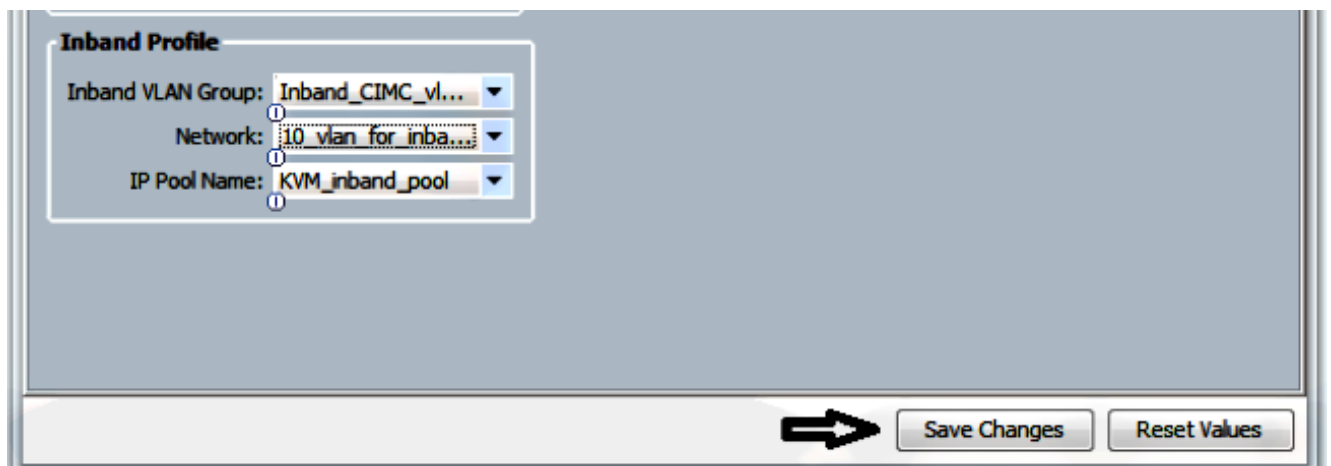 Inband Profile
Inband VLAN Group: Inband_CIMC_vl...
Network: 10_vlan_for_inba...
IP Pool Name: KVM_inband_pool
Save Changes Reset Values